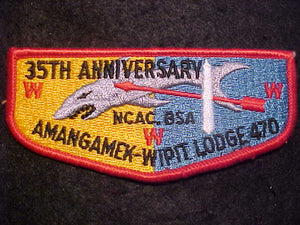 35TH ANNIVERSARY
W W
NCAC. BSA
W
AMANGAMEK-WIPIT LODGE 470